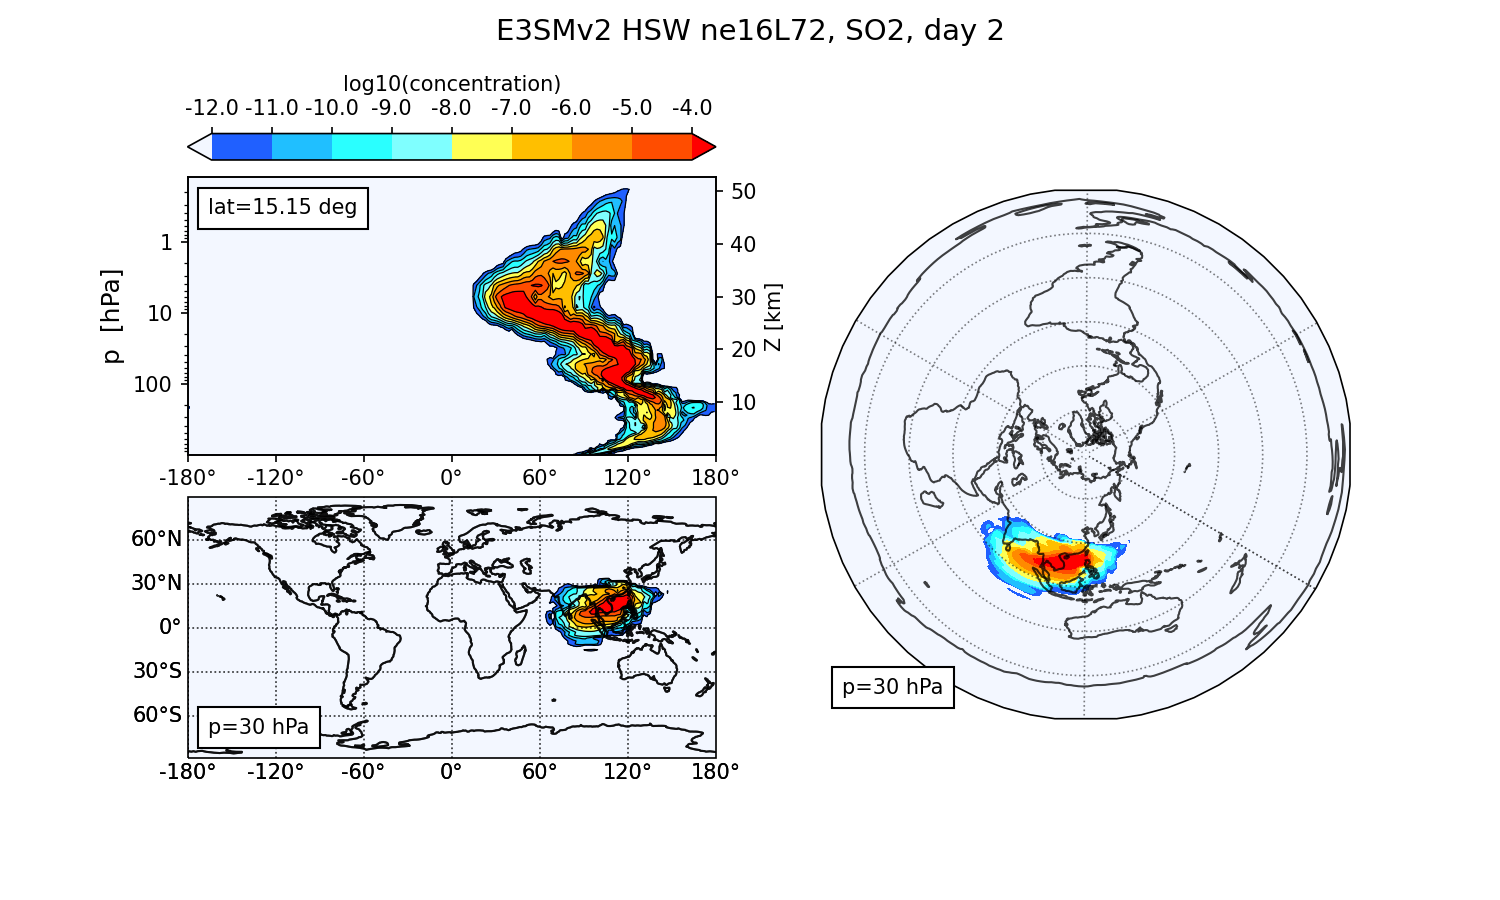 E3SMv2 HSW ne16L72, SO2, day 2
log10(concentration)
-12.0 -11.0 -10.0 -9.0 -8.0 -7.0 -6.0 -5.0 -4.0
lat=15.15 deg
p [hPa]
1
10
100
50
40
30
20
10
Z [km]
-180° -120° -60° 0° 60° 120° 180°
60°N
30°N
0°
30°S
60°S
p=30 hPa
-180° -120° -60° 0° 60° 120° 180°
p=30 hPa